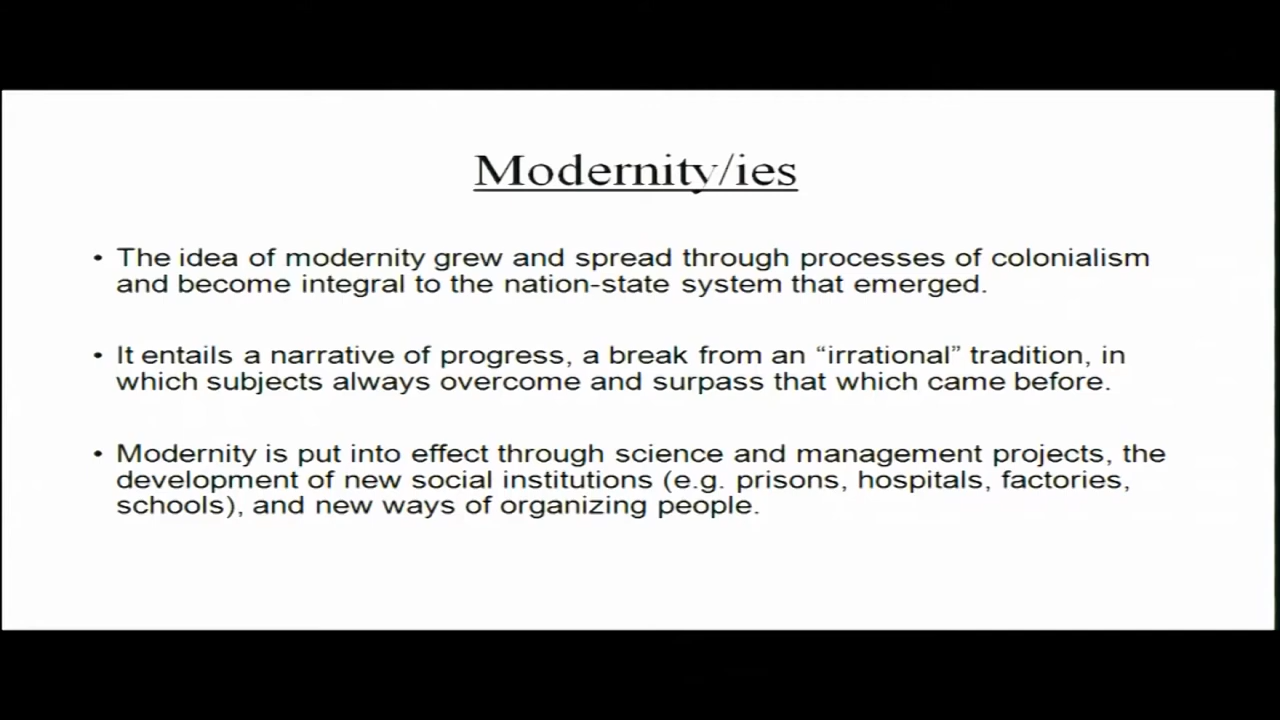 Modernity/ies
• The idea of modernity grew and spread through processes of colonialism
and become integral to the nation-state system that emerged.
• It entails a narrative of progress, a break from an “irrational” tradition, in
which subjects always overcome and surpass that which came before.
• Modernity is put into effect through science and management projects, the
development of new social institutions (e.g. prisons, hospitals, factories,
schools), and new ways of organizing people.